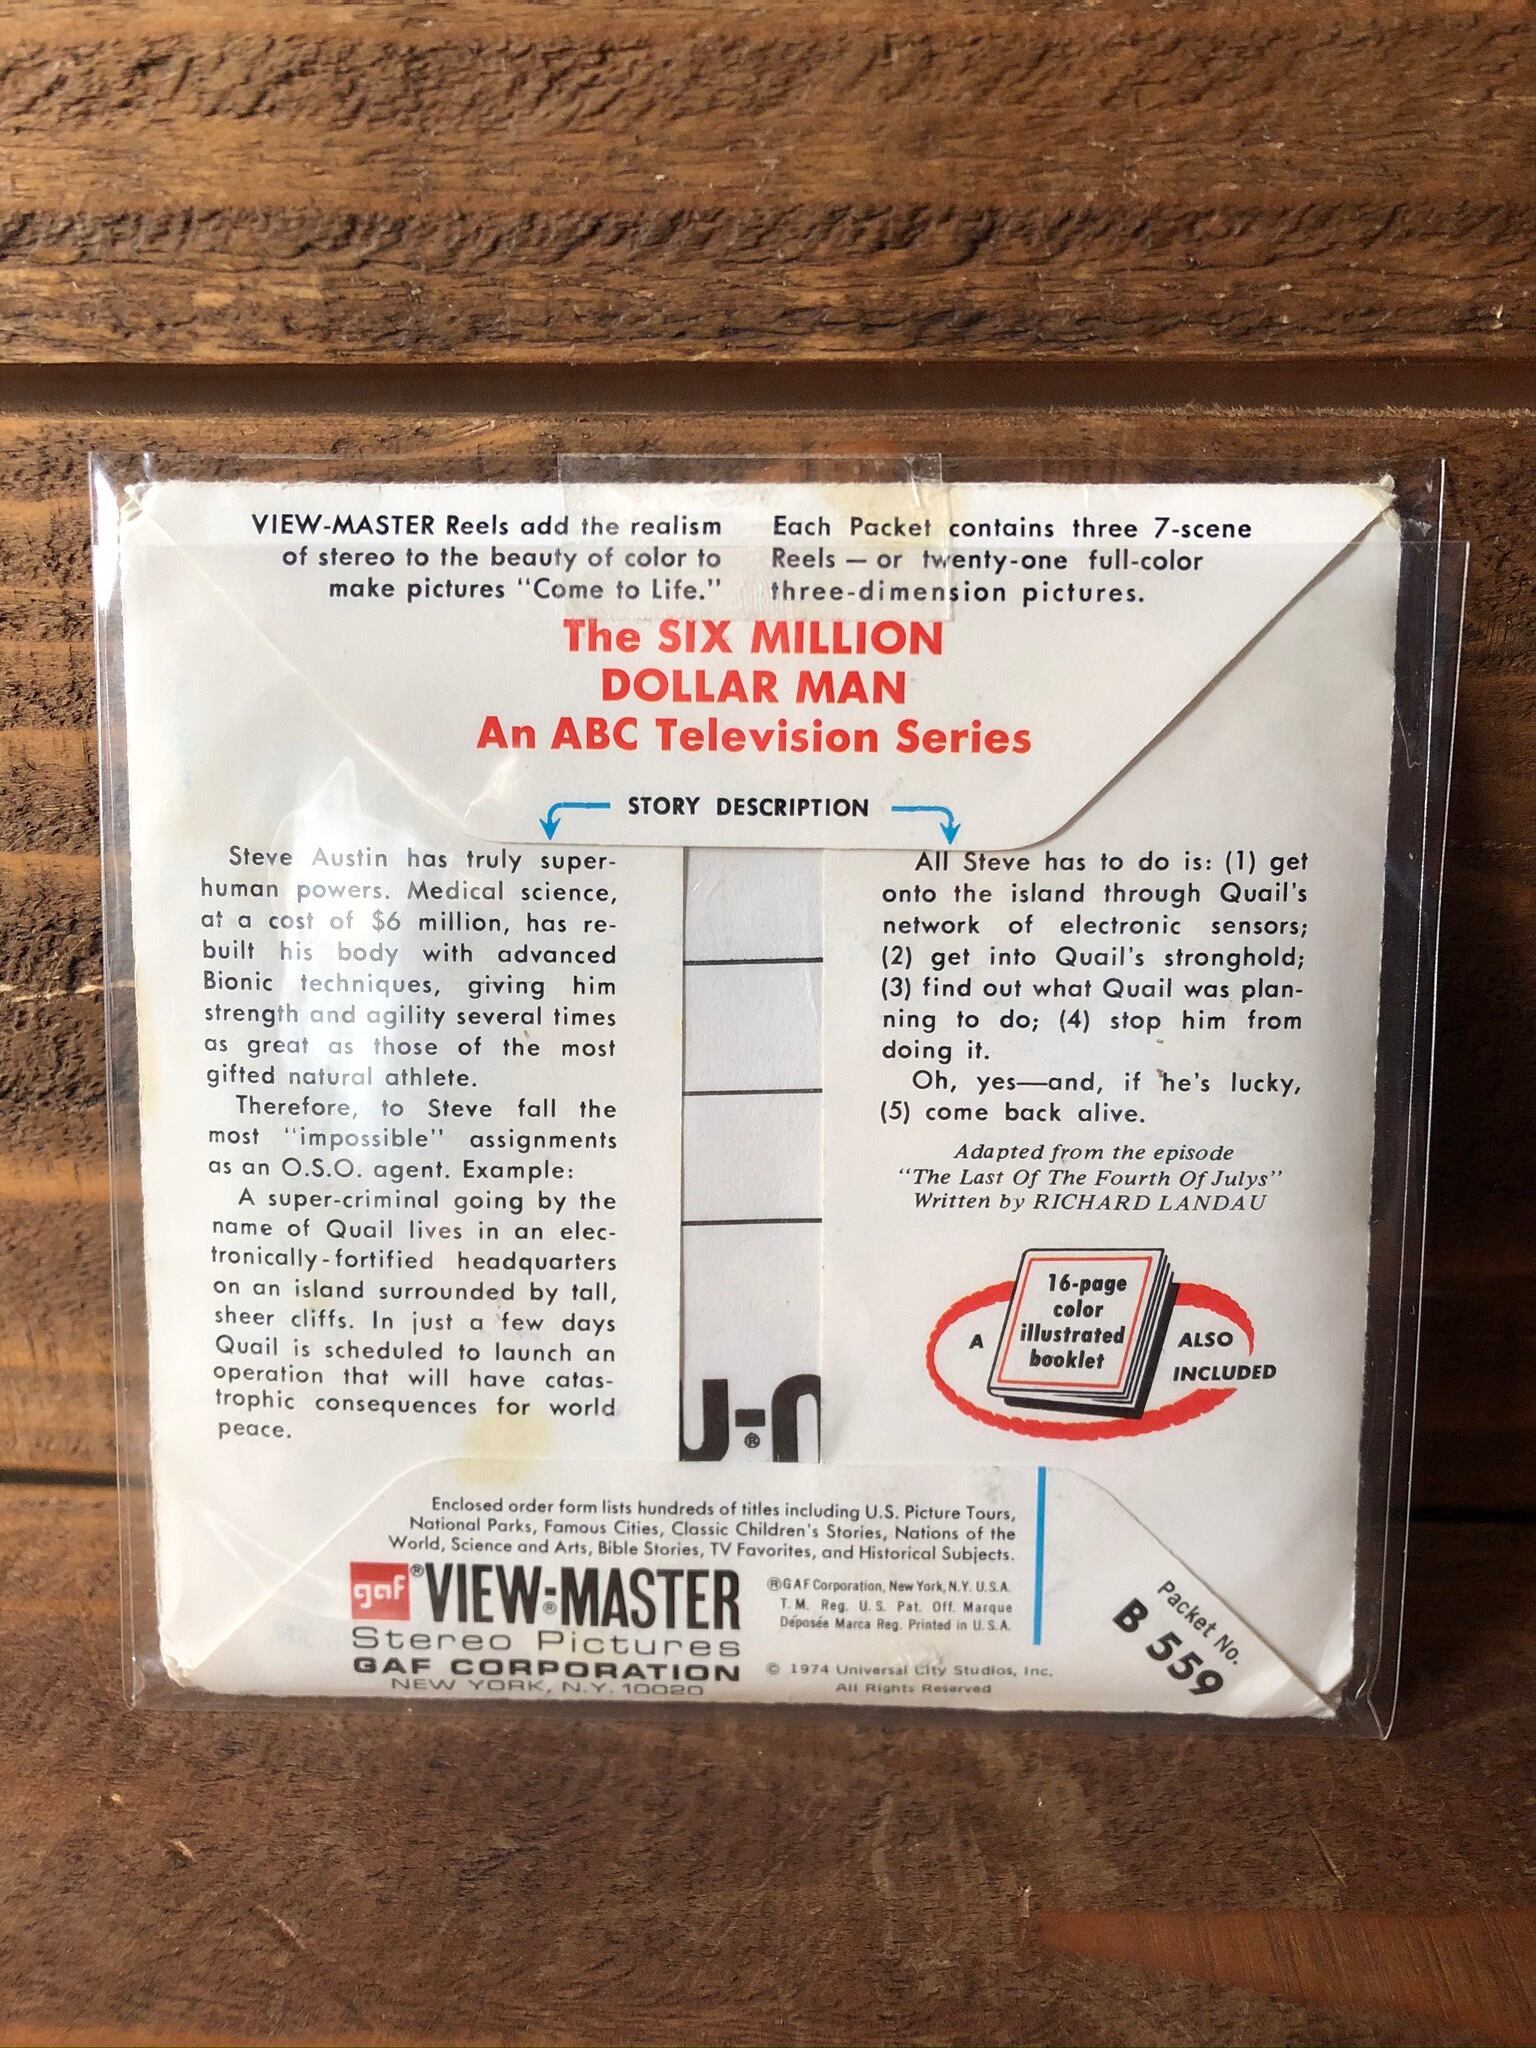 VIEW-MASTER Reels add the realism
of stereo to the beauty of color to
make pictures "Come to Life."
Each Packet contains three 7-scene
Reels — or twenty-one full-color
three-dimension pictures.
The SIX MILLION
DOLLAR MAN
An ABC Television Series
STORY DESCRIPTION
Steve Austin has truly super-
human powers. Medical science,
at a cost of $6 million, has re-
built his body with advanced
Bionic techniques, giving him
strength and agility several times
as great as those of the most
gifted natural athlete.
Therefore, to Steve fall the
most "impossible" assignments
as an O.S.O. agent. Example:
A super-criminal going by the
name of Quail lives in an elec-
tronically-fortified headquarters
on an island surrounded by tall,
sheer cliffs. In just a few days
Quail is scheduled to launch an
operation that will have catas-
trophic consequences for world
peace.
All Steve has to do is: (1) get
onto the island through Quail's
network of electronic sensors;
(2) get into Quail's stronghold;
(3) find out what Quail was plan-
ning to do; (4) stop him from
doing it.
Oh, yes—and, if he's lucky,
(5) come back alive.
Adapted from the episode
"The Last Of The Fourth Of Julys"
Written by RICHARD LANDAU
A
16-page
color
illustrated
booklet
ALSO
INCLUDED
Enclosed order form lists hundreds of titles including U.S. Picture Tours,
National Parks, Famous Cities, Classic Children's Stories, Nations of the
World, Science and Arts, Bible Stories, TV Favorites, and Historical Subjects.
gaf® VIEW-MASTER®
Stereo Pictures
GAF CORPORATION
NEW YORK, N.Y. 10020
®GAF Corporation, New York, N.Y. U.S.A.
T. M. Reg. U. S. Pat. Off. Marque
Déposée Marca Reg. Printed in U.S.A.
© 1974 Universal City Studios, Inc.
All Rights Reserved
Packet No.
B 559